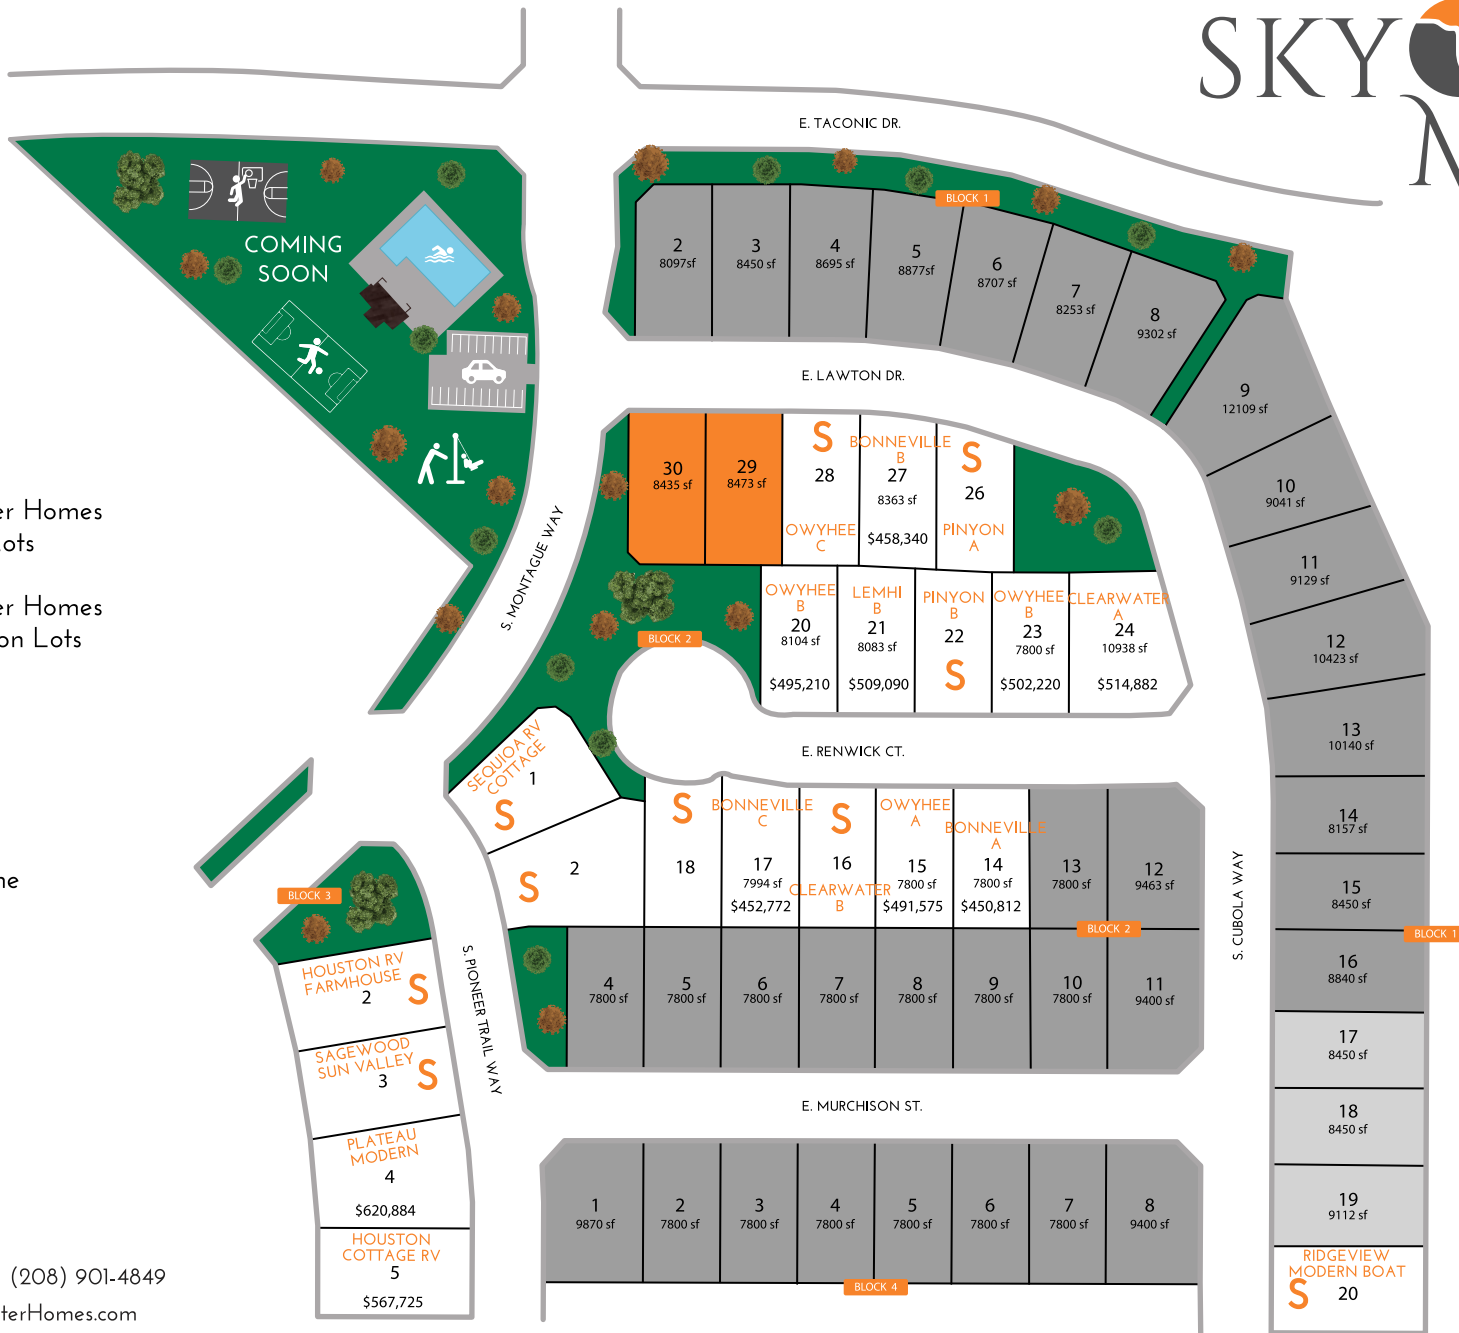 SKY
M
E. TACONIC DR.
BLOCK 1
COMING
SOON
2
8097sf
3
8450 sf
4
8695 sf
5
8877sf
6
8707 sf
7
8253 sf
8
9302 sf
9
12109 sf
10
9041 sf
11
9129 sf
12
10423 sf
13
10140 sf
14
8157 sf
15
8450 sf
BLOCK 1
16
8840 sf
17
8450 sf
18
8450 sf
19
9112 sf
RIDGEVIEW
MODERN BOAT
S
20
E. LAWTON DR.
30
8435 sf
29
8473 sf
S
28
OWYHEE
C
BONNEVILLE
B
27
8363 sf
$458,340
S
26
PINYON
A
er Homes
ots
er Homes
on Lots
S. MONTAGUE WAY
BLOCK 2
OWYHEE
B
20
8104 sf
$495,210
LEMHI
B
21
8083 sf
$509,090
PINYON
B
22
S
OWYHEE
B
23
7800 sf
$502,220
CLEARWATER
A
24
10938 sf
$514,882
E. RENWICK CT.
SEQUIOA RV
COTTAGE
1
S
2
S
S
18
BONNEVILLE
C
17
7994 sf
$452,772
S
16
CLEARWATER
B
OWYHEE
A
15
7800 sf
$491,575
BONNEVILLE
A
14
7800 sf
$450,812
13
7800 sf
12
9463 sf
BLOCK 2
S. CUBOLA WAY
4
7800 sf
5
7800 sf
6
7800 sf
7
7800 sf
8
7800 sf
9
7800 sf
10
7800 sf
11
9400 sf
ne
BLOCK 3
S. PIONEER TRAIL WAY
HOUSTON RV
FARMHOUSE
2
S
SAGEWOOD
SUN VALLEY
3
S
PLATEAU
MODERN
4
$620,884
HOUSTON
COTTAGE RV
5
$567,725
E. MURCHISON ST.
1
9870 sf
2
7800 sf
3
7800 sf
4
7800 sf
5
7800 sf
6
7800 sf
7
7800 sf
8
9400 sf
BLOCK 4
(208) 901-4849
terHomes.com